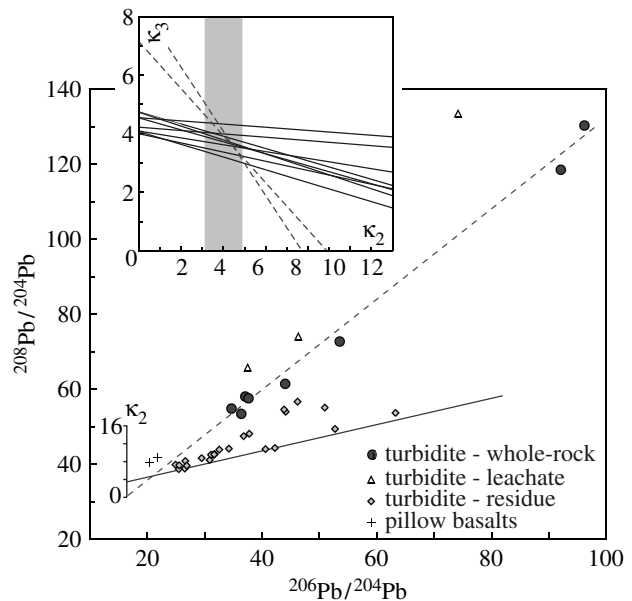 8
κ₃
6
4
2
0
κ₂
2 4 6 8 10 12
140
120
100
80
60
40
20
²⁰⁸Pb/²⁰⁴Pb
κ₂
16
0
turbidite - whole-rock
turbidite - leachate
turbidite - residue
pillow basalts
20 40 60 80 100
²⁰⁶Pb/²⁰⁴Pb